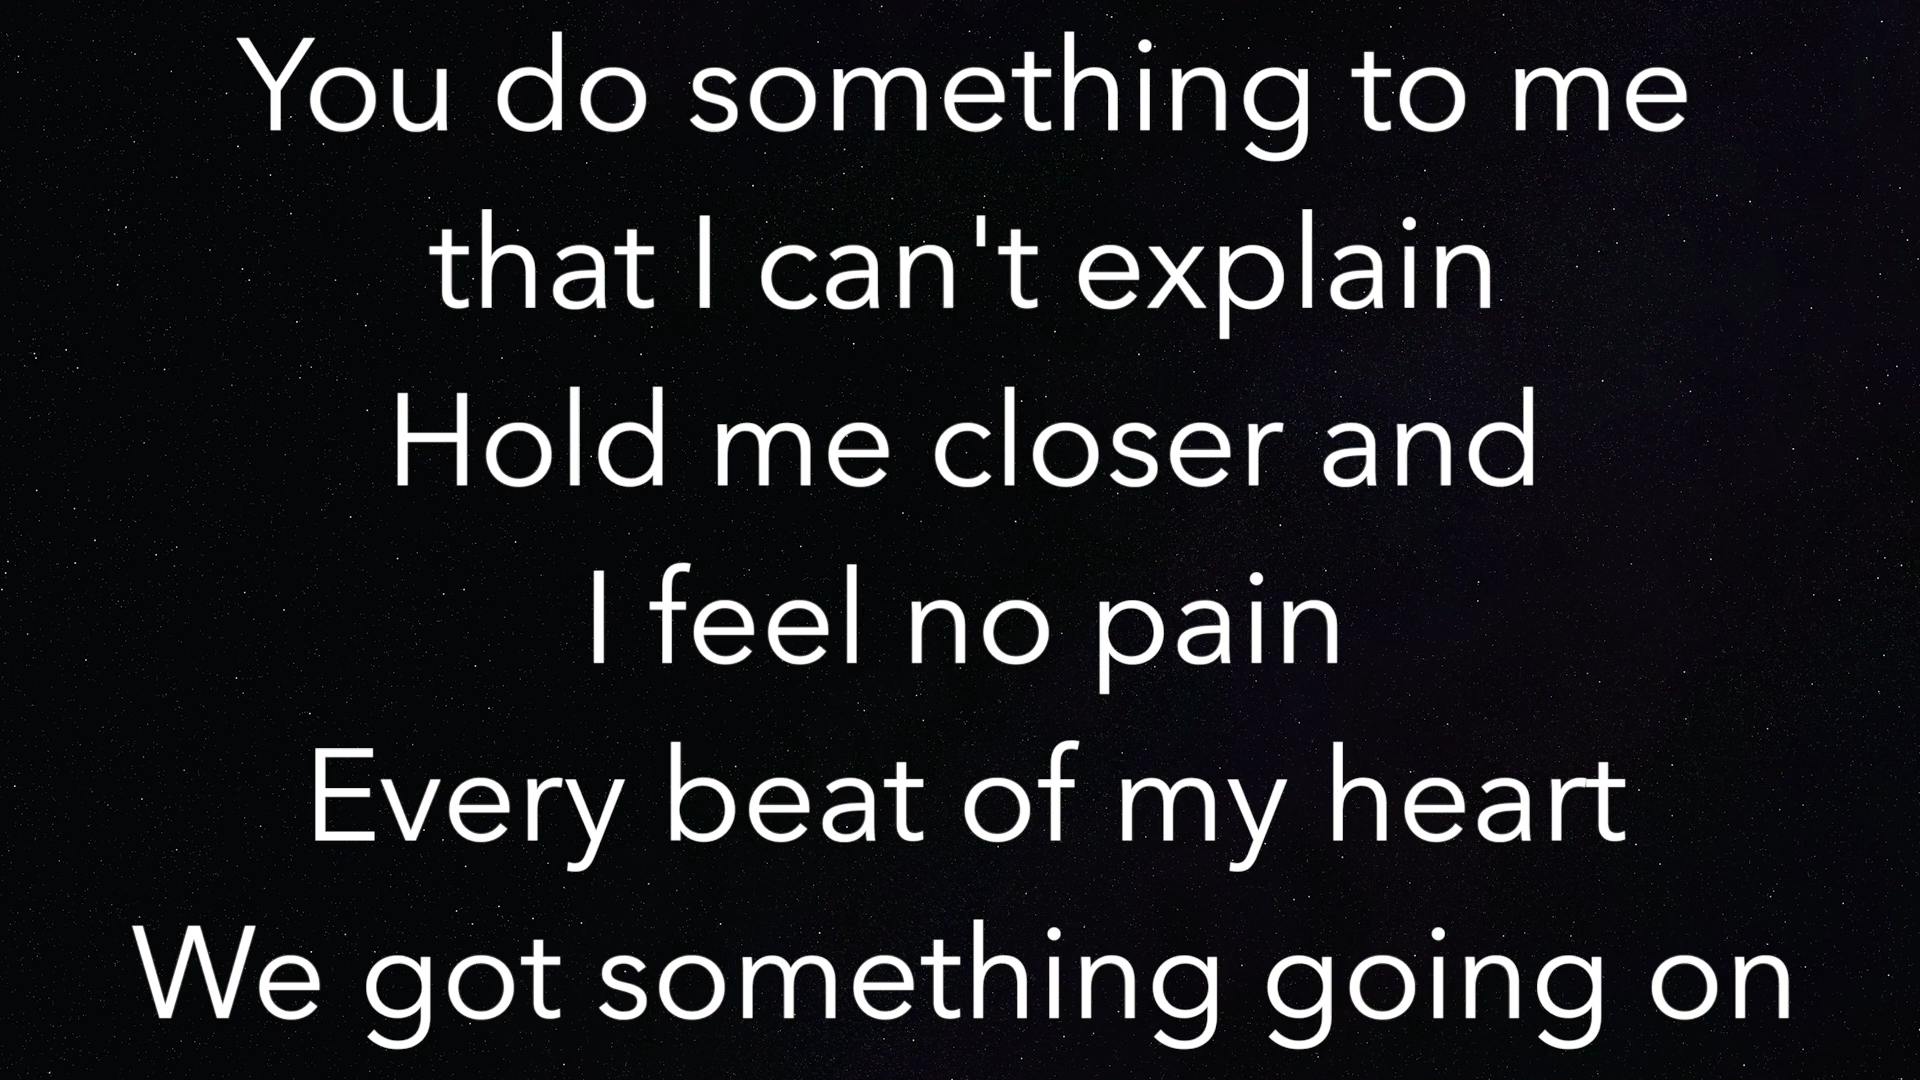 You do something to me
that I can't explain
Hold me closer and
I feel no pain
Every beat of my heart
We got something going on